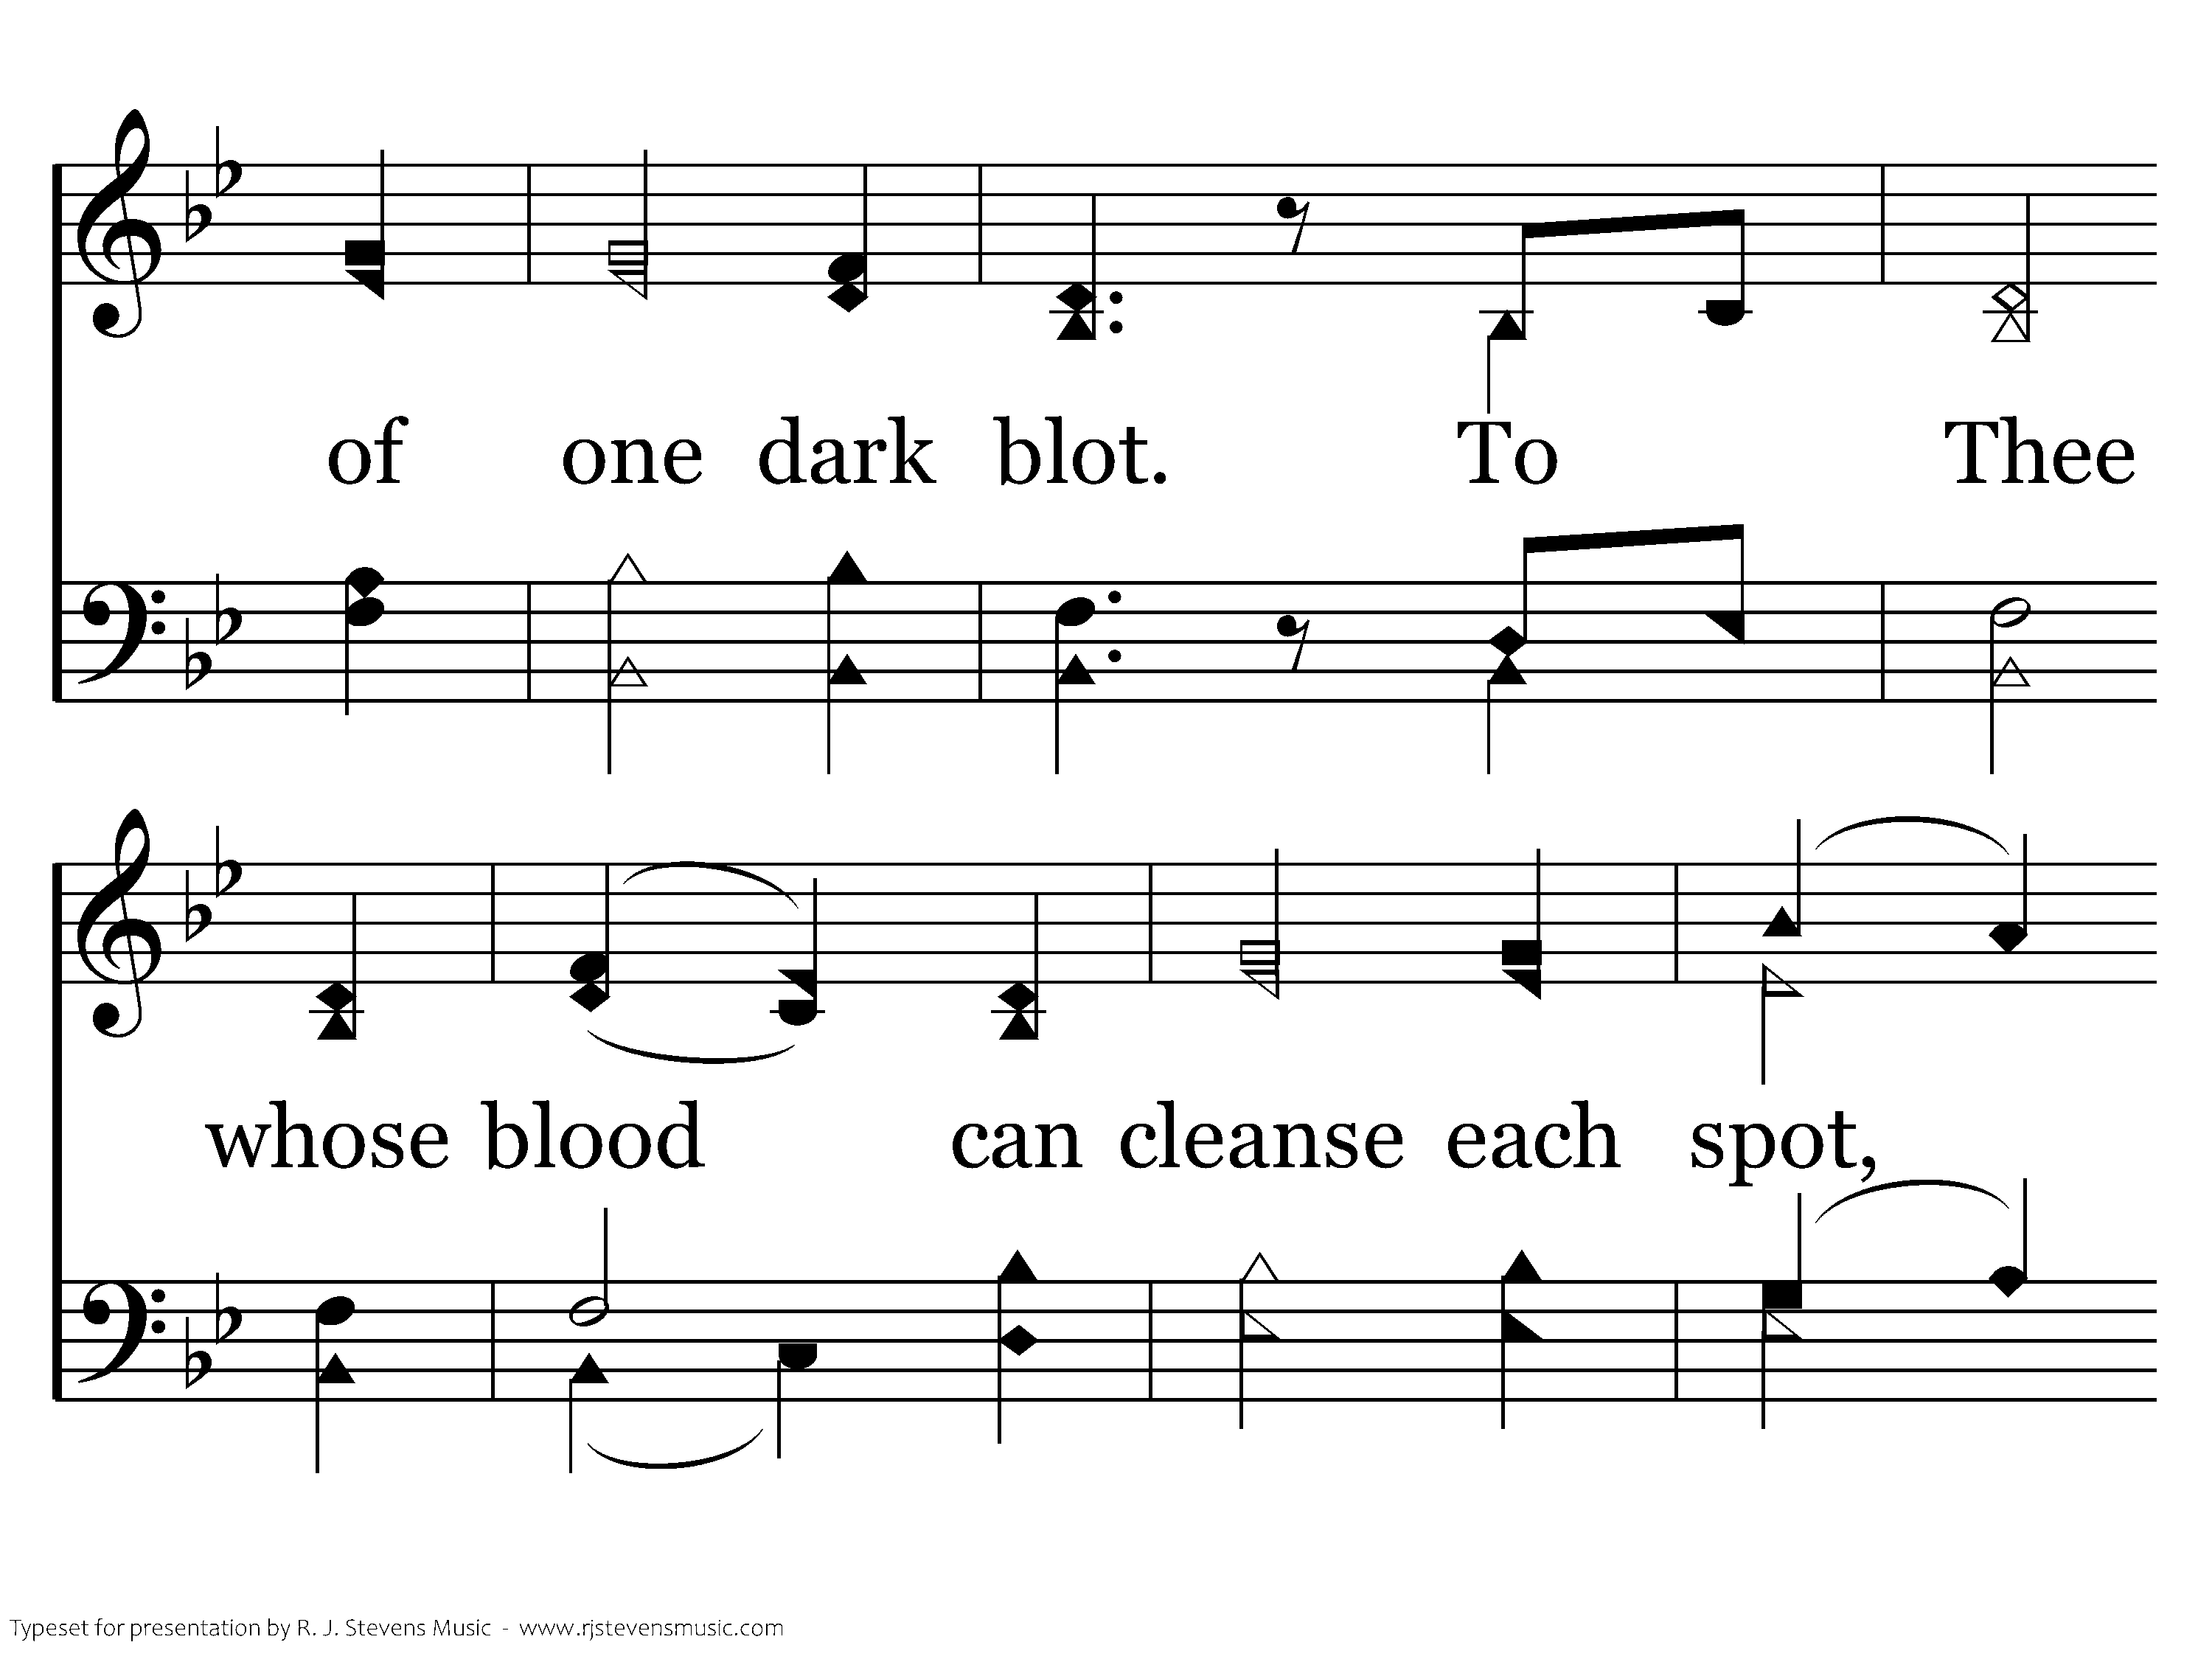 of one dark blot. To Thee
whose blood can cleanse each spot,
Typeset for presentation by R. J. Stevens Music - www.rjstevensmusic.com